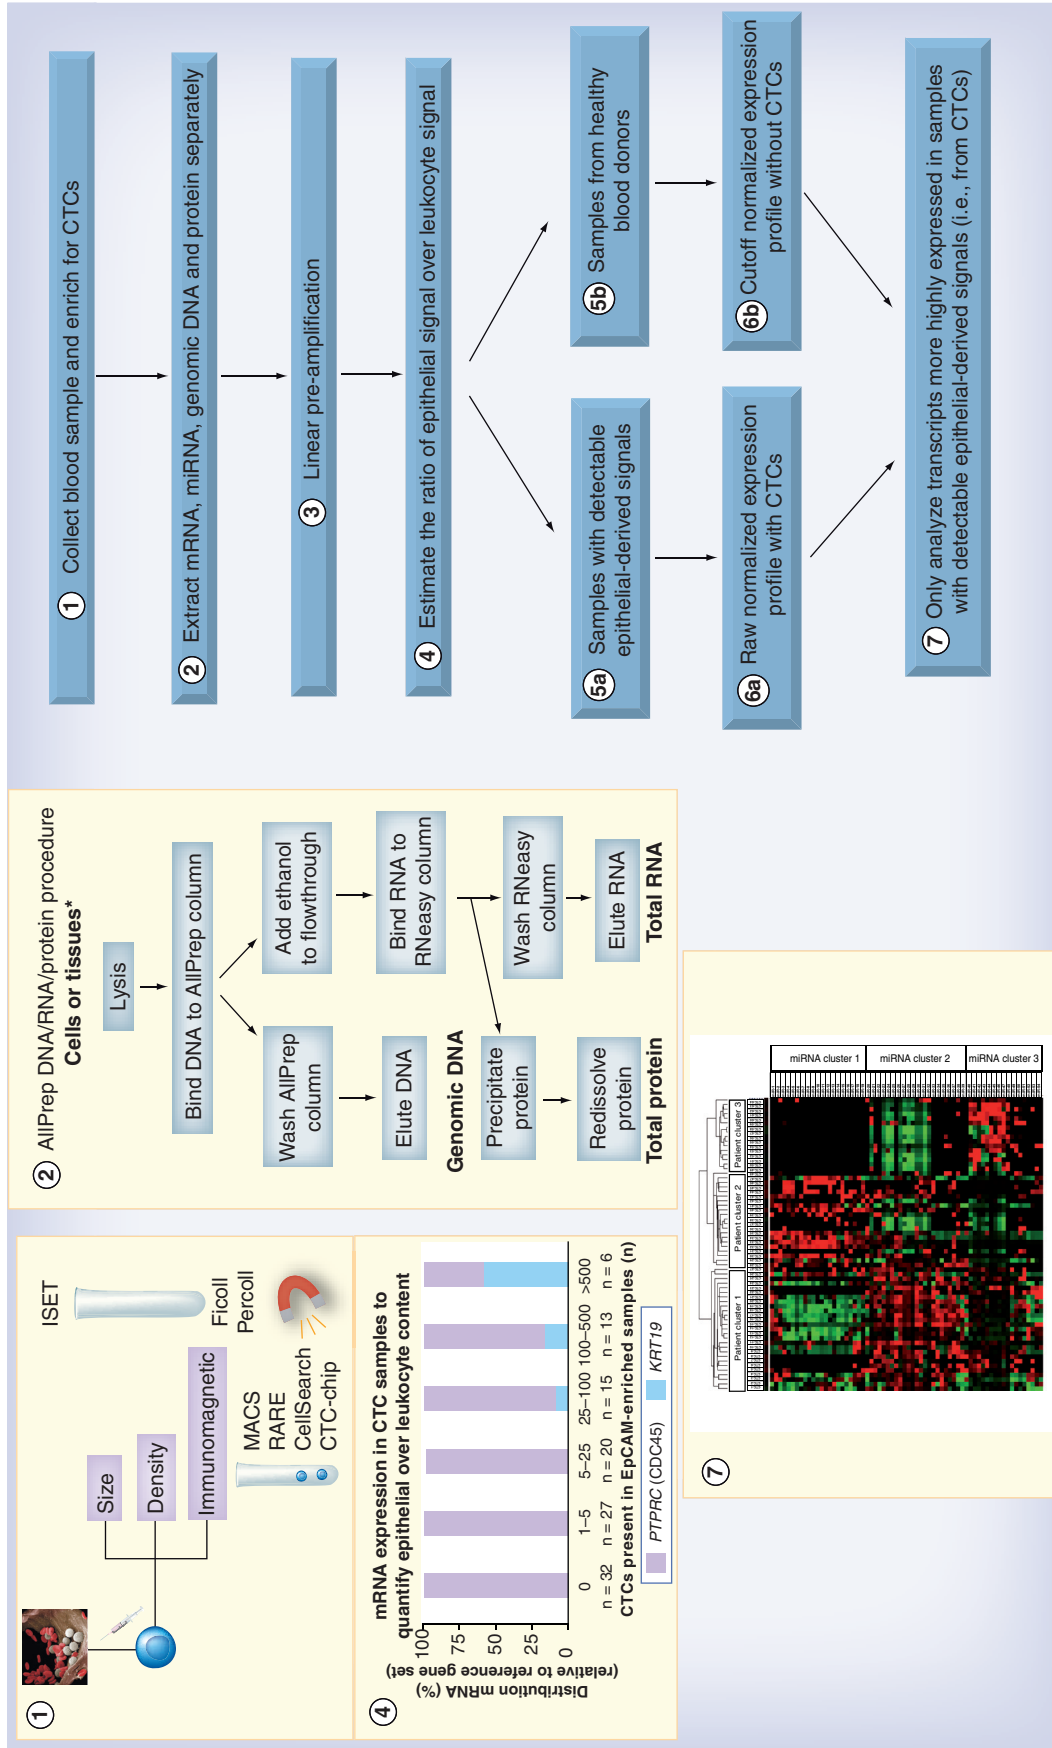 1
Size
Density
Immunomagnetic
ISET
Ficoll
Percoll
MACS
RARE
CellSearch
CTC-chip
2 AllPrep DNA/RNA/protein procedure
Cells or tissues*
Lysis
Bind DNA to AllPrep column
Wash AllPrep
column
Elute DNA
Genomic DNA
Add ethanol
to flowthrough
Bind RNA to
RNeasy column
Precipitate
protein
Redissolve
protein
Total protein
Wash RNeasy
column
Elute RNA
Total RNA
4
mRNA expression in CTC samples to
quantify epithelial over leukocyte content
Distribution mRNA (%)
(relative to reference gene set)
100
75
50
25
0
0 1–5 5–25 25–100 100–500 >500
n = 32 n = 27 n = 20 n = 15 n = 13 n = 6
CTCs present in EpCAM-enriched samples (n)
PTPRC (CDC45) KRT19
7
Patient cluster 1 Patient cluster 2 Patient cluster 3
miRNA cluster 1
miRNA cluster 2
miRNA cluster 3
1 Collect blood sample and enrich for CTCs
2 Extract mRNA, miRNA, genomic DNA and protein separately
3 Linear pre-amplification
4 Estimate the ratio of epithelial signal over leukocyte signal
5a Samples with detectable
epithelial-derived signals
5b Samples from healthy
blood donors
6a Raw normalized expression
profile with CTCs
6b Cutoff normalized expression
profile without CTCs
7 Only analyze transcripts more highly expressed in samples
with detectable epithelial-derived signals (i.e., from CTCs)